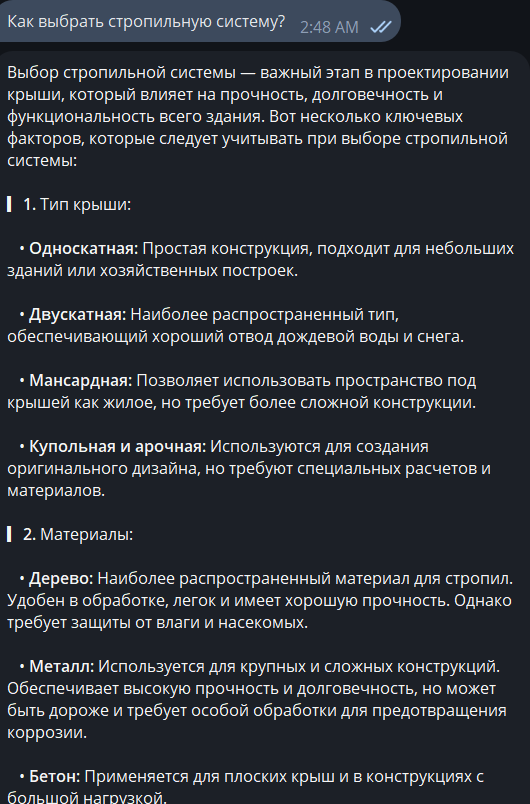 Как выбрать стропильную систему? 2:48 AM
Выбор стропильной системы — важный этап в проектировании
крыши, который влияет на прочность, долговечность и
функциональность всего здания. Вот несколько ключевых
факторов, которые следует учитывать при выборе стропильной
системы:
1. Тип крыши:
• Односкатная: Простая конструкция, подходит для небольших
зданий или хозяйственных построек.
• Двускатная: Наиболее распространенный тип,
обеспечивающий хороший отвод дождевой воды и снега.
• Мансардная: Позволяет использовать пространство под
крышей как жилое, но требует более сложной конструкции.
• Купольная и арочная: Используются для создания
оригинального дизайна, но требуют специальных расчетов и
материалов.
2. Материалы:
• Дерево: Наиболее распространенный материал для стропил.
Удобен в обработке, легок и имеет хорошую прочность. Однако
требует защиты от влаги и насекомых.
• Металл: Используется для крупных и сложных конструкций.
Обеспечивает высокую прочность и долговечность, но может
быть дороже и требует особой обработки для предотвращения
коррозии.
• Бетон: Применяется для плоских крыш и в конструкциях с
большой нагрузкой.